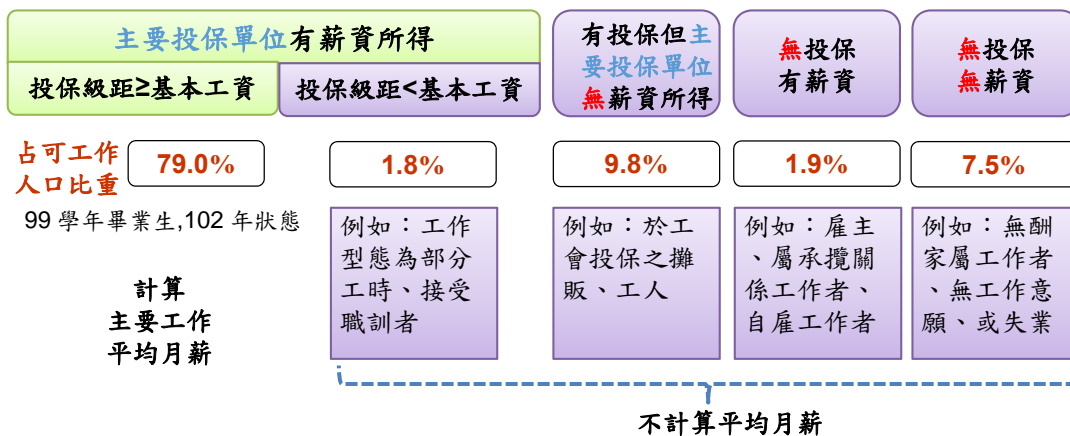 主要投保單位有薪資所得
投保級距≥基本工資
投保級距<基本工資
有投保但主
要投保單位
無薪資所得
無投保
有薪資
無投保
無薪資
占可工作
人口比重
79.0%
1.8%
9.8%
1.9%
7.5%
99 學年畢業生,102 年狀態
計算
主要工作
平均月薪
例如：工作
型態為部分
工時、接受
職訓者
例如：於工
會投保之攤
販、工人
例如：雇主
、屬承攬關
係工作者、
自雇工作者
例如：無酬
家屬工作者
、無工作意
願、或失業
不計算平均月薪